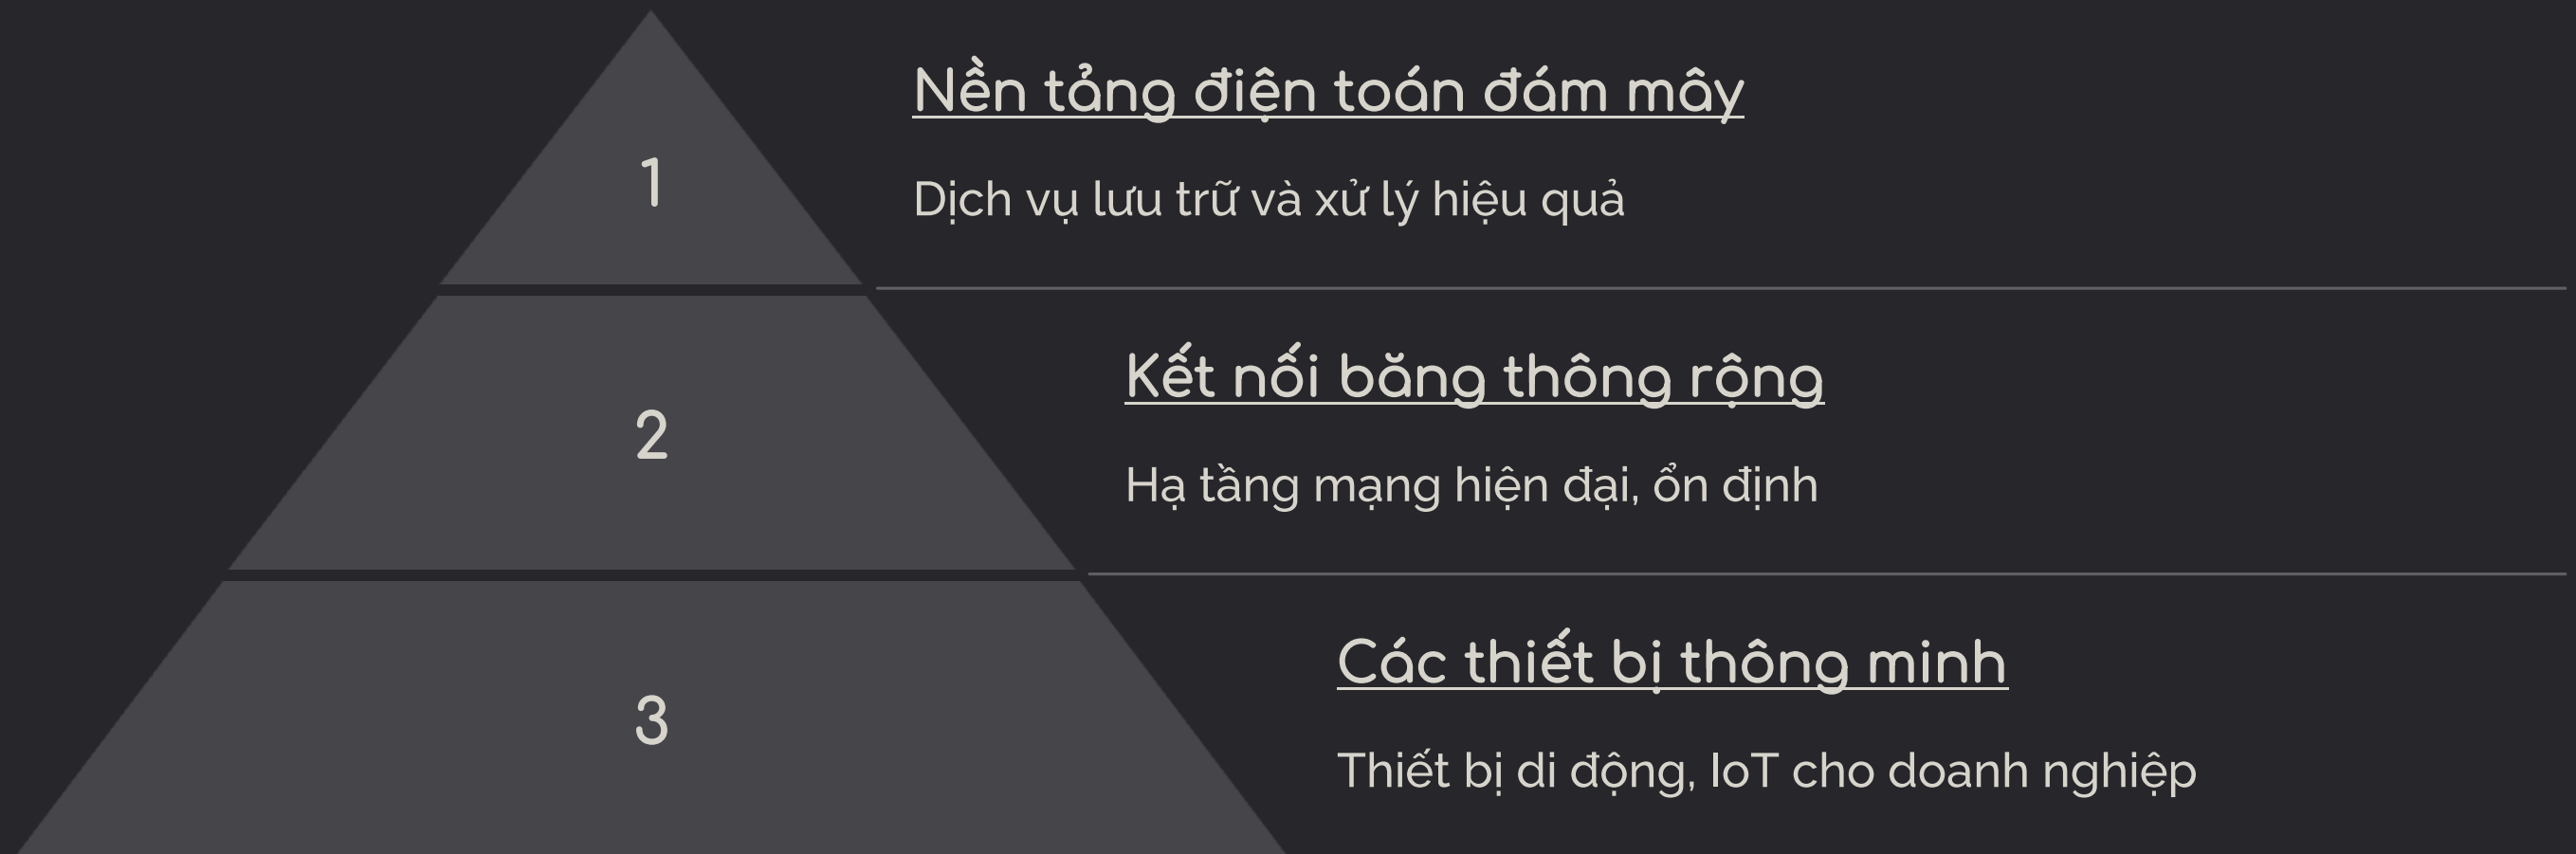 1
Nền tảng điện toán đám mây
Dịch vụ lưu trữ và xử lý hiệu quả
2
Kết nối băng thông rộng
Hạ tầng mạng hiện đại, ổn định
3
Các thiết bị thông minh
Thiết bị di động, IoT cho doanh nghiệp